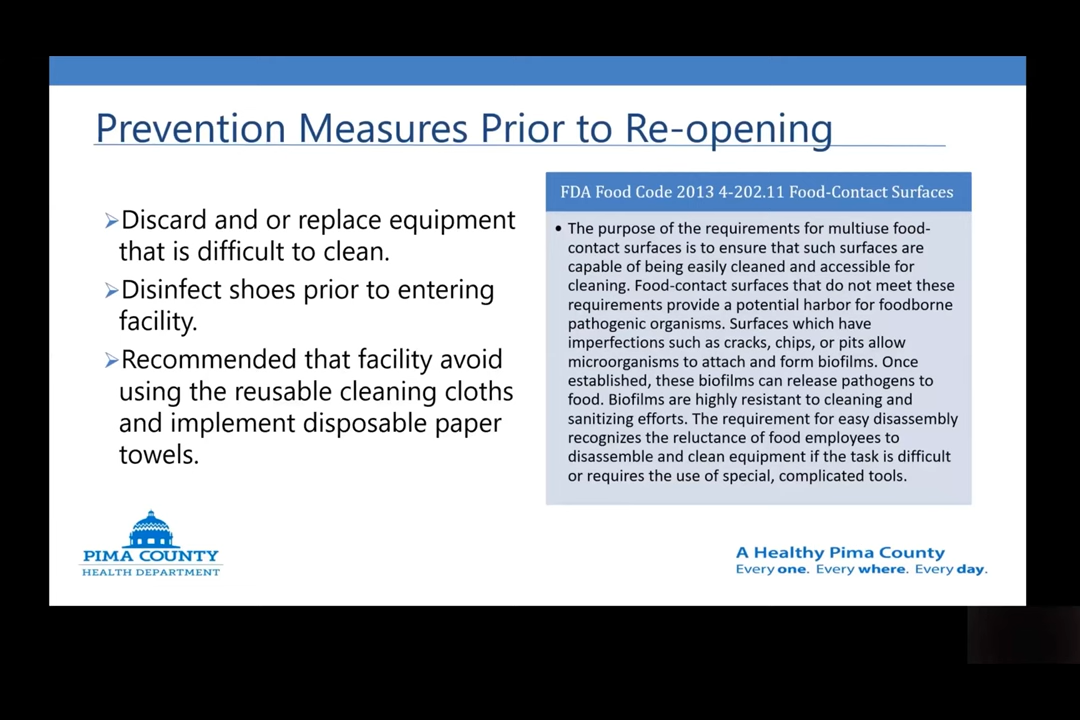 Prevention Measures Prior to Re-opening
➢Discard and or replace equipment
that is difficult to clean.
➢Disinfect shoes prior to entering
facility.
➢Recommended that facility avoid
using the reusable cleaning cloths
and implement disposable paper
towels.
FDA Food Code 2013 4-202.11 Food-Contact Surfaces
• The purpose of the requirements for multiuse food-
contact surfaces is to ensure that such surfaces are
capable of being easily cleaned and accessible for
cleaning. Food-contact surfaces that do not meet these
requirements provide a potential harbor for foodborne
pathogenic organisms. Surfaces which have
imperfections such as cracks, chips, or pits allow
microorganisms to attach and form biofilms. Once
established, these biofilms can release pathogens to
food. Biofilms are highly resistant to cleaning and
sanitizing efforts. The requirement for easy disassembly
recognizes the reluctance of food employees to
disassemble and clean equipment if the task is difficult
or requires the use of special, complicated tools.
PIMA COUNTY
HEALTH DEPARTMENT
A Healthy Pima County
Every one. Every where. Every day.